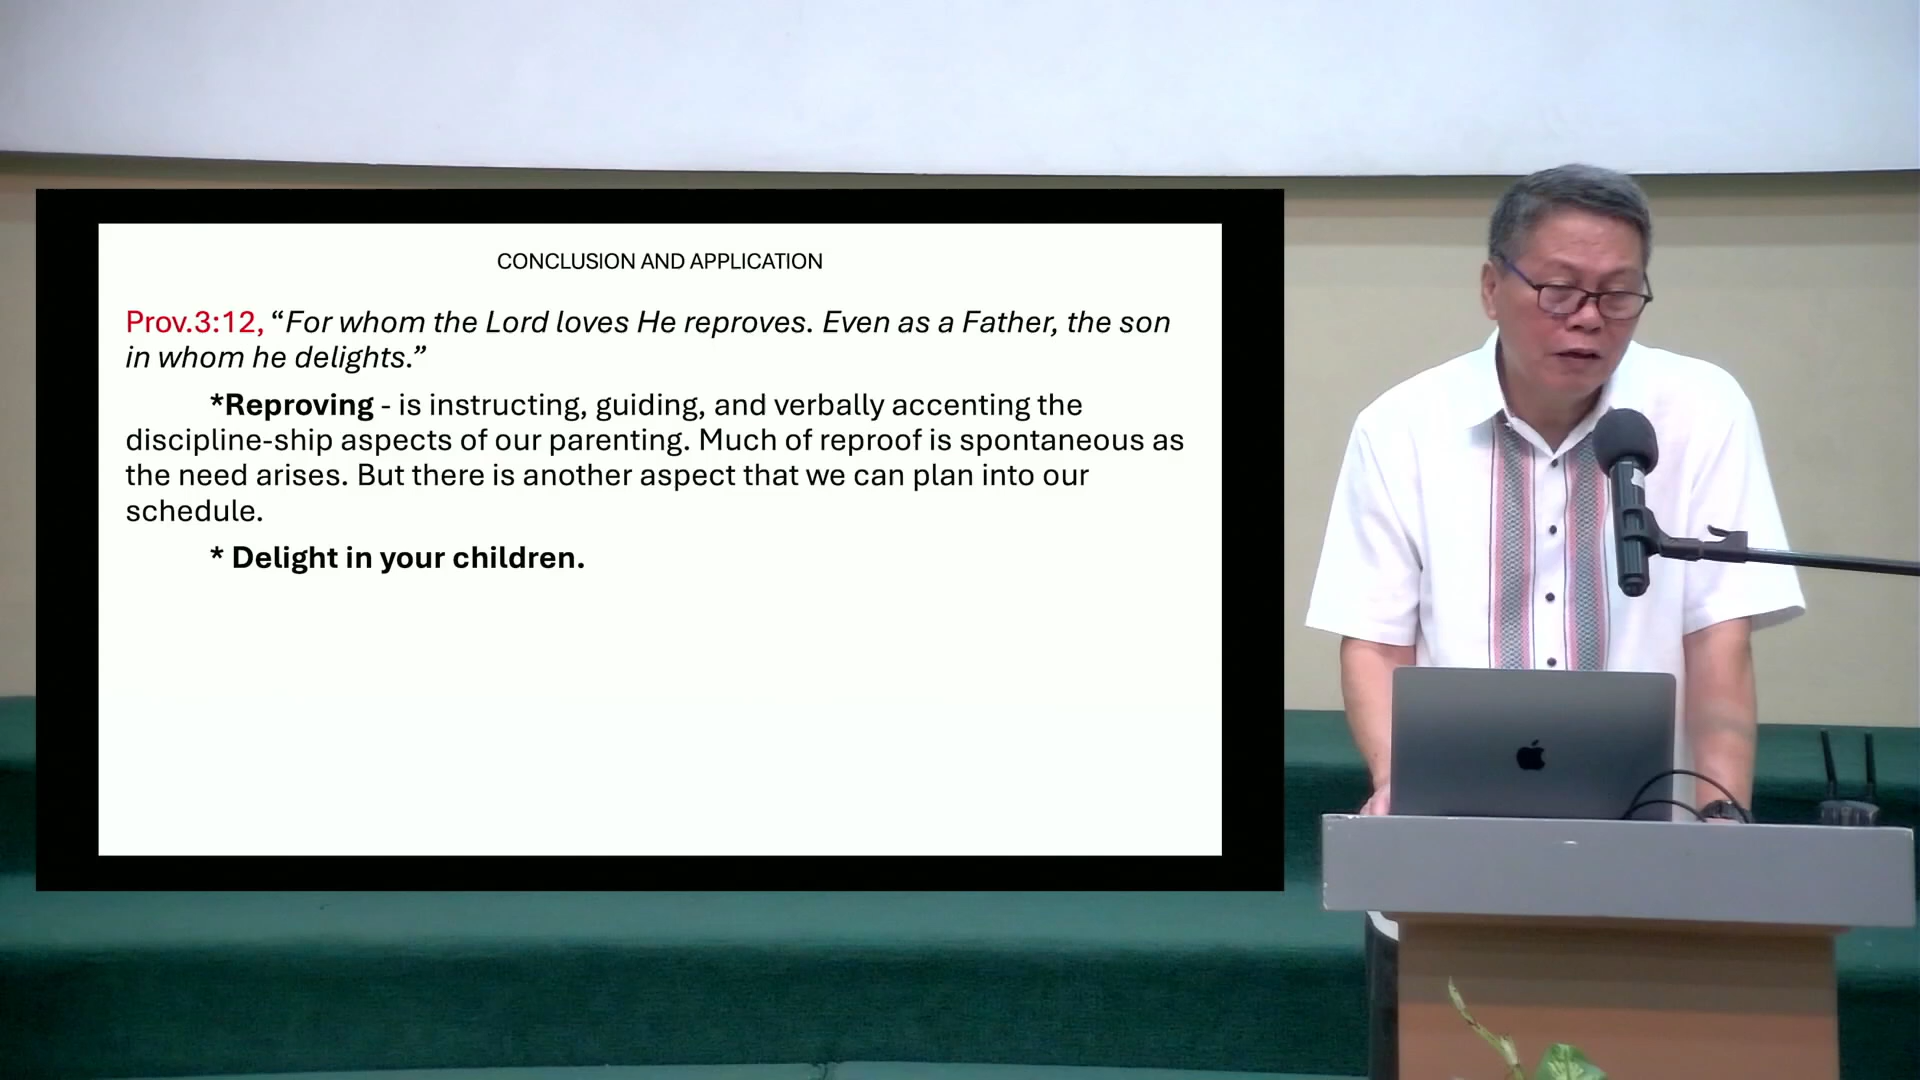 CONCLUSION AND APPLICATION
Prov.3:12, “For whom the Lord loves He reproves. Even as a Father, the son
in whom he delights.”
*Reproving - is instructing, guiding, and verbally accenting the
discipline-ship aspects of our parenting. Much of reproof is spontaneous as
the need arises. But there is another aspect that we can plan into our
schedule.
* Delight in your children.